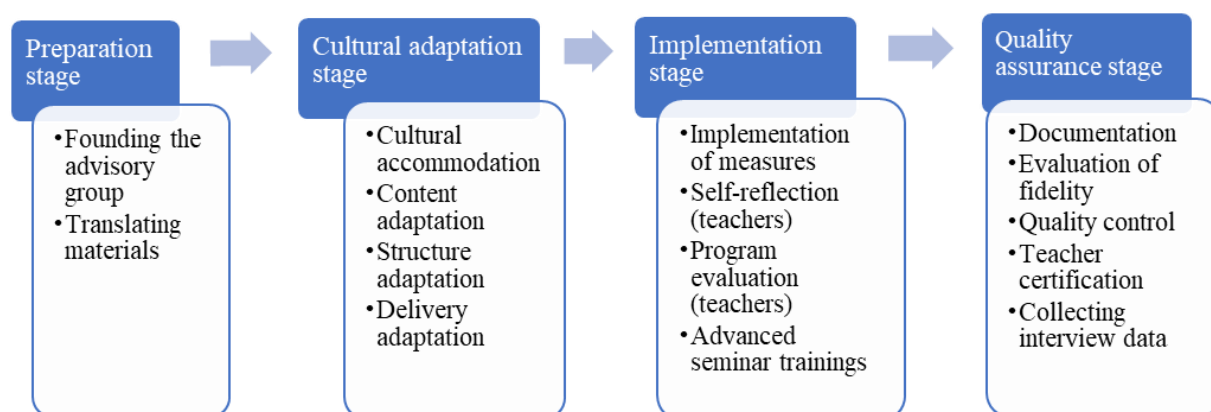 Preparation
stage
•Founding the
advisory
group
•Translating
materials
Cultural adaptation
stage
•Cultural
accommodation
•Content
adaptation
•Structure
adaptation
•Delivery
adaptation
Implementation
stage
•Implementation
of measures
•Self-reflection
(teachers)
•Program
evaluation
(teachers)
•Advanced
seminar trainings
Quality
assurance stage
•Documentation
•Evaluation of
fidelity
•Quality control
•Teacher
certification
•Collecting
interview data